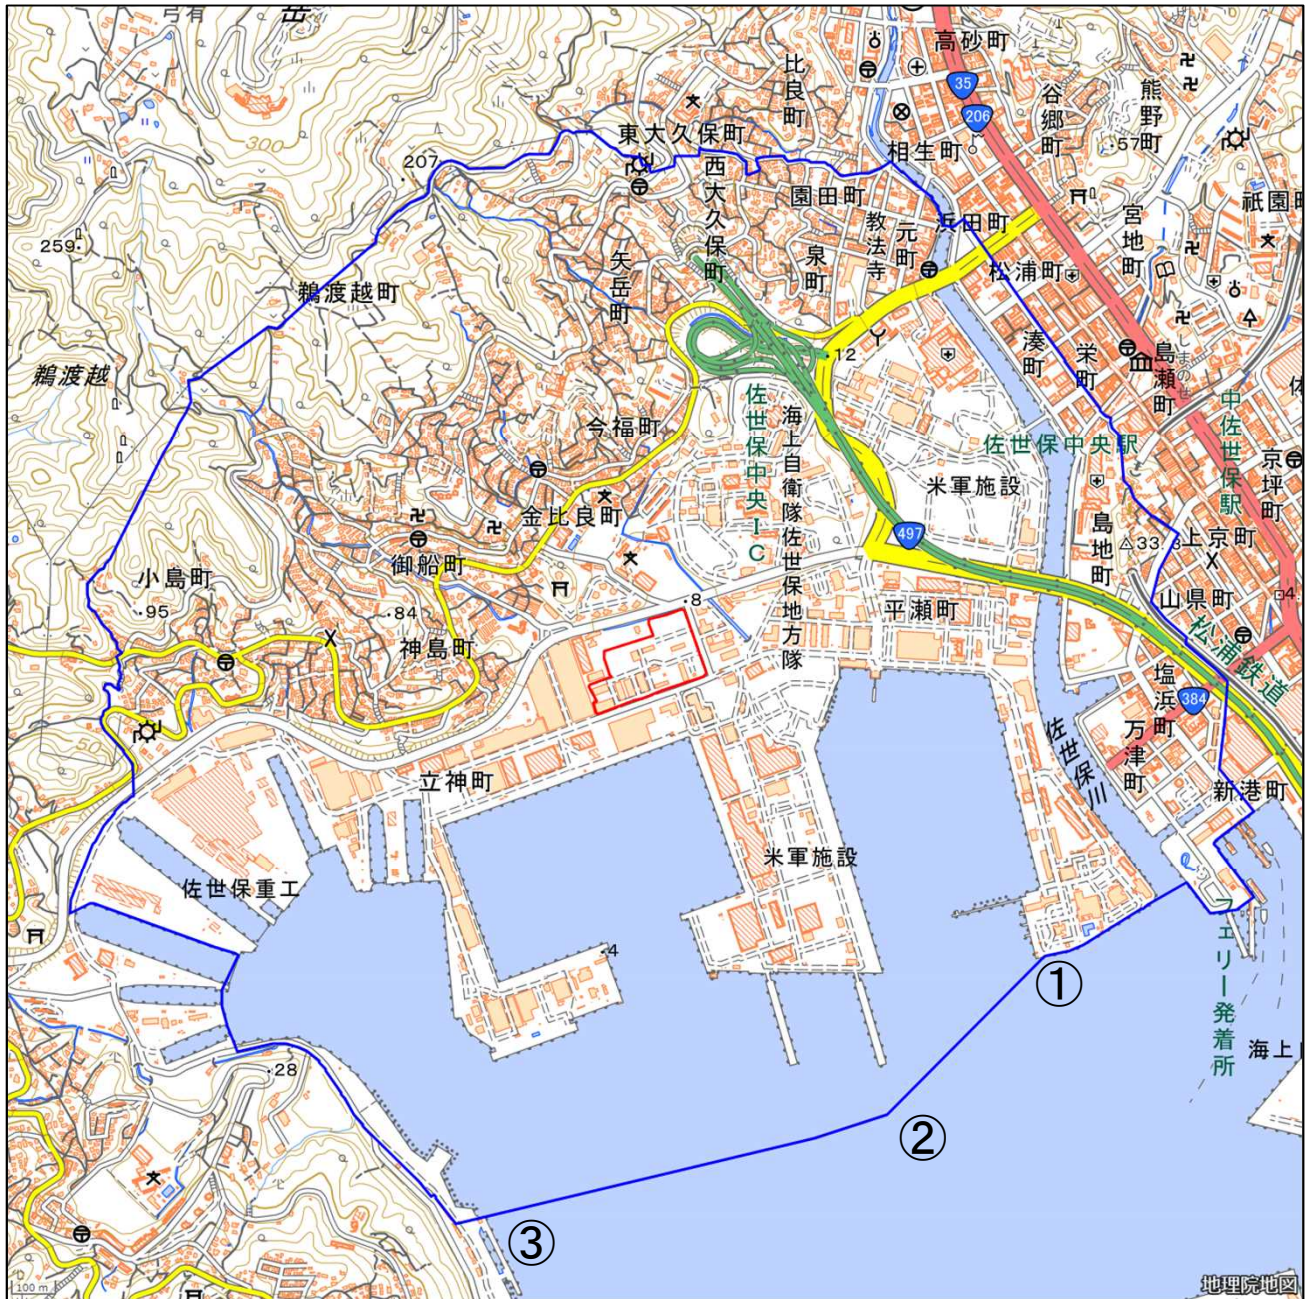 弓有
岳
高砂町
比良町
35
206
谷郷町
熊野町
300
東大久保町
相生町
57
207
西大久保町
園田町
祇園町
宮地町
浜田町
教法寺
元町
259
矢岳町
泉町
松浦町
鵜渡越町
湊町
栄町
島瀬町
しまのせ
12
鵜渡越
今福町
佐世保中央IC
海上自衛隊佐世保地方隊
佐世保中央駅
中佐世保駅
京坪町
米軍施設
金比良町
497
島地町
33.3
上京町
御船町
小島町
95
84
8
平瀬町
山県町
4
松浦鉄道
神島町
塩浜町
384
50
万津町
佐世保川
立神町
新港町
米軍施設
佐世保重工
フェリー発着所
4
①
海上
28
②
③
100 m
地理院地図